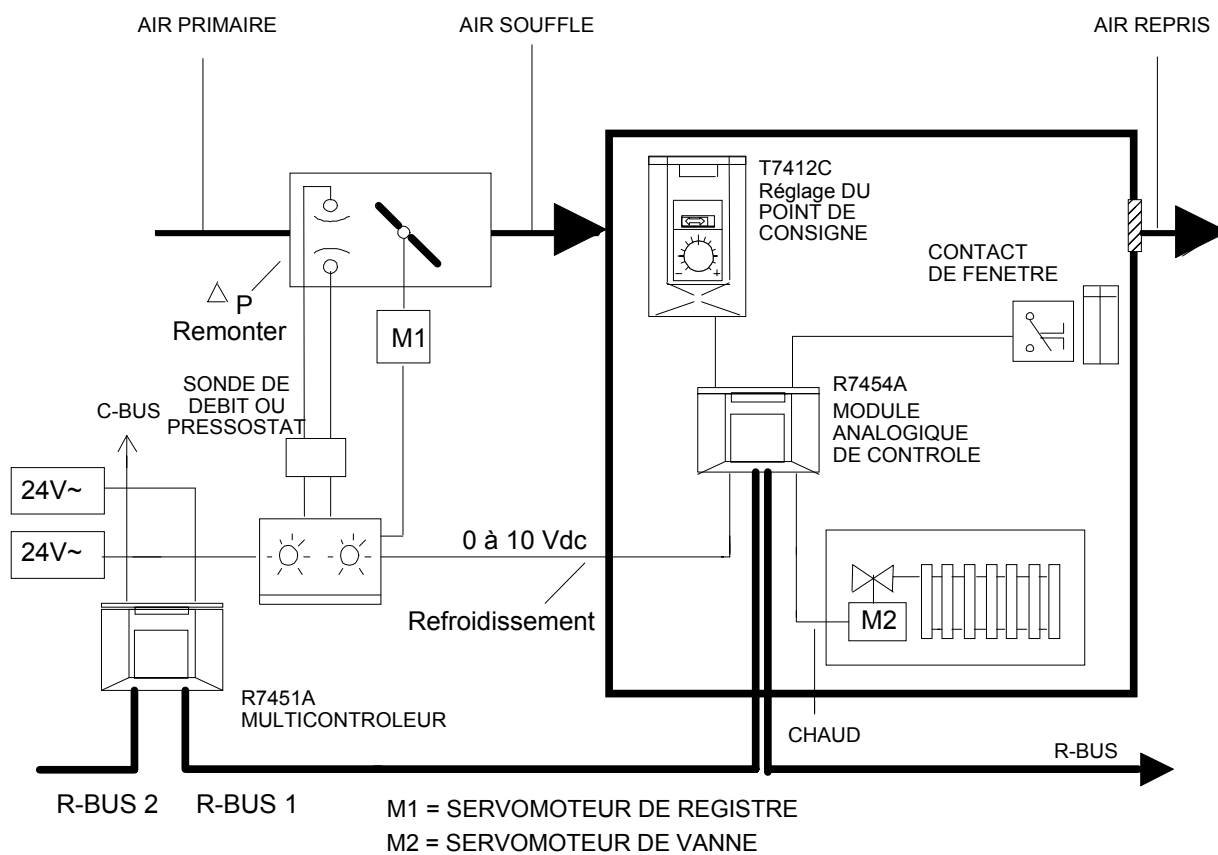 AIR PRIMAIRE
AIR SOUFFLE
AIR REPRIS
T7412C
Réglage DU
POINT DE
CONSIGNE
CONTACT
DE FENETRE
△ P
Remonter
M1
SONDE DE
DEBIT OU
PRESSOSTAT
C-BUS
R7454A
MODULE
ANALOGIQUE
DE CONTROLE
24V~
24V~
0 à 10 Vdc
Refroidissement
M2
R7451A
MULTICONTROLEUR
CHAUD
R-BUS
R-BUS 2
R-BUS 1
M1 = SERVOMOTEUR DE REGISTRE
M2 = SERVOMOTEUR DE VANNE